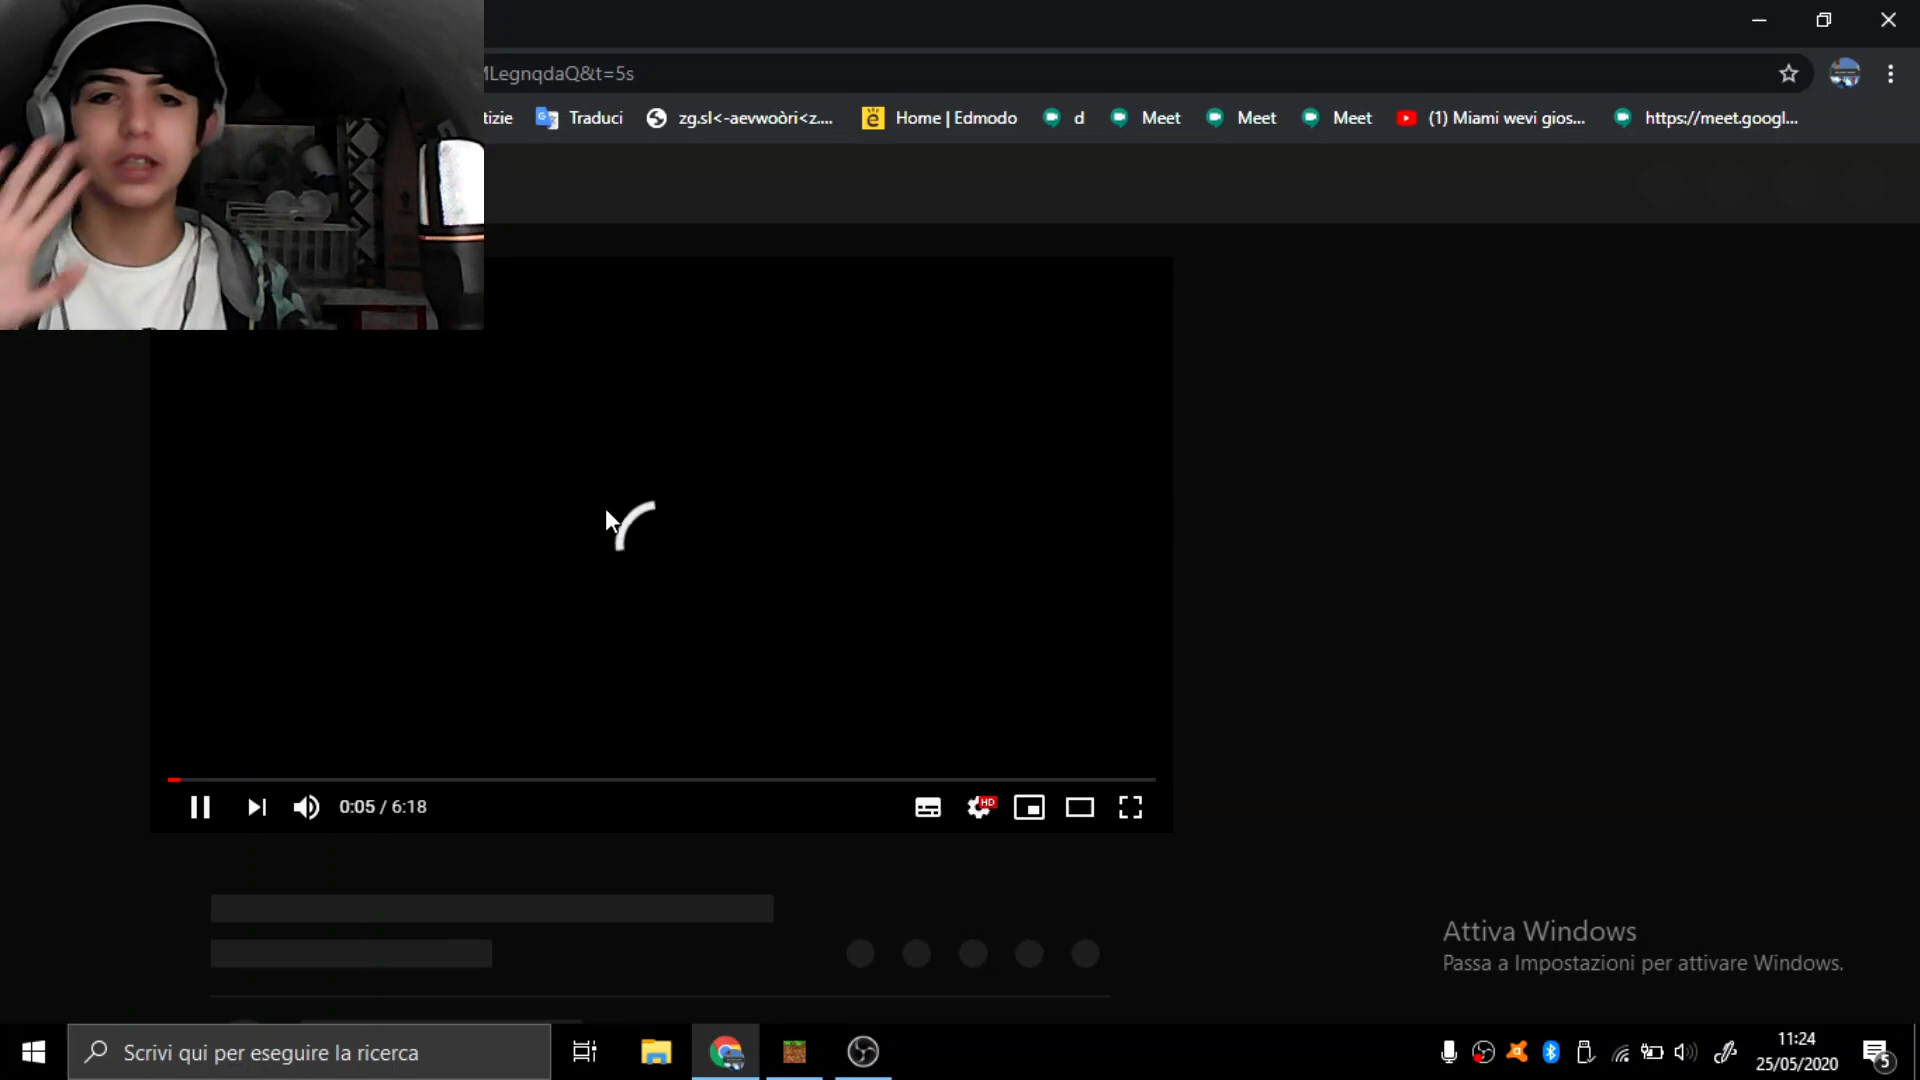 MLegnqdaQ&t=5s
tizie Traduci zg.sl<-aevwoòri<z.... Home | Edmodo d Meet Meet Meet (1) Miami wevi gios... https://meet.googl...
0:05 / 6:18 HD
Attiva Windows
Passa a Impostazioni per attivare Windows.
Scrivi qui per eseguire la ricerca
11:24
25/05/2020
5